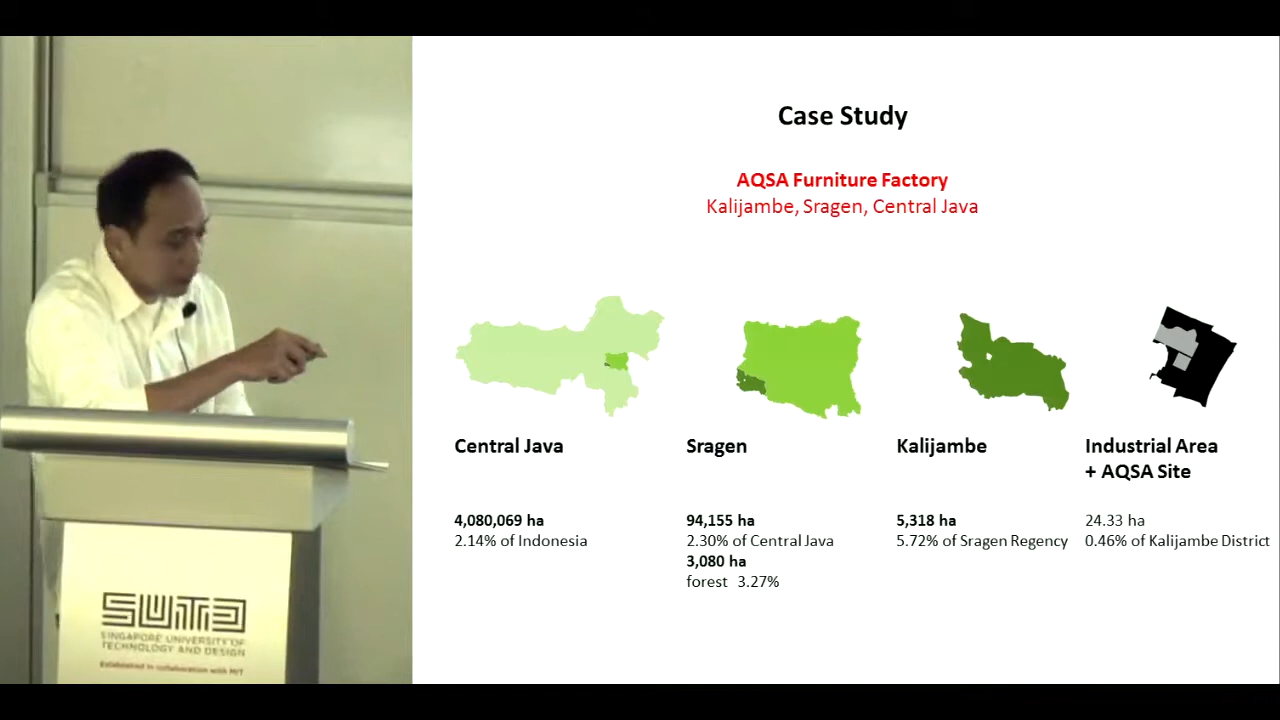 Case Study
AQSA Furniture Factory
Kalijambe, Sragen, Central Java
Central Java
4,080,069 ha
2.14% of Indonesia
Sragen
94,155 ha
2.30% of Central Java
3,080 ha
forest 3.27%
Kalijambe
5,318 ha
5.72% of Sragen Regency
Industrial Area
+ AQSA Site
24.33 ha
0.46% of Kalijambe District
SUTD
SINGAPORE UNIVERSITY OF
TECHNOLOGY AND DESIGN
Established in collaboration with MIT